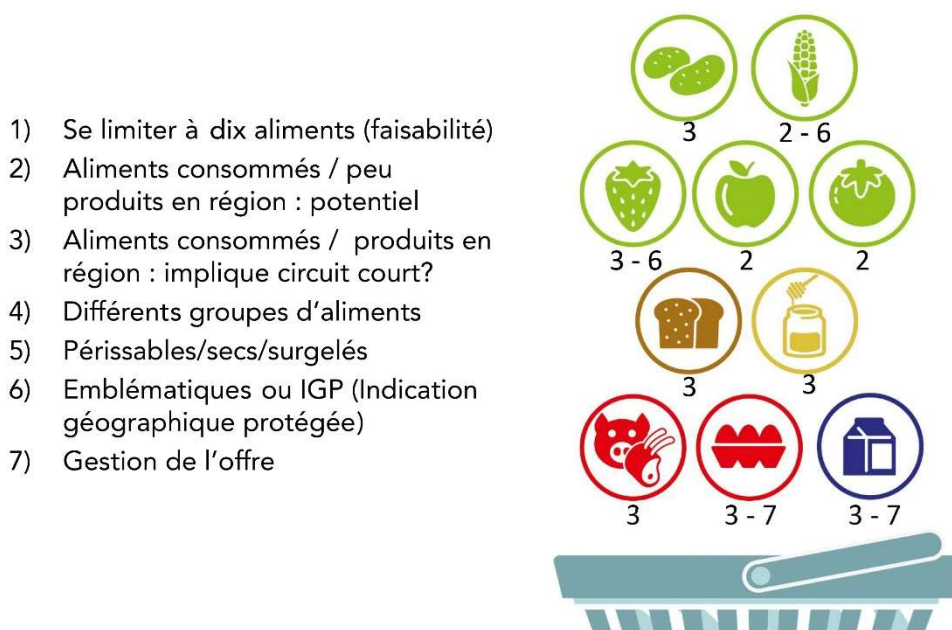 1) Se limiter à dix aliments (faisabilité)
2) Aliments consommés / peu
produits en région : potentiel
3) Aliments consommés / produits en
région : implique circuit court?
4) Différents groupes d'aliments
5) Périssables/secs/surgelés
6) Emblématiques ou IGP (Indication
géographique protégée)
7) Gestion de l'offre
3
2 - 6
3 - 6
2
2
3
3
3
3 - 7
3 - 7